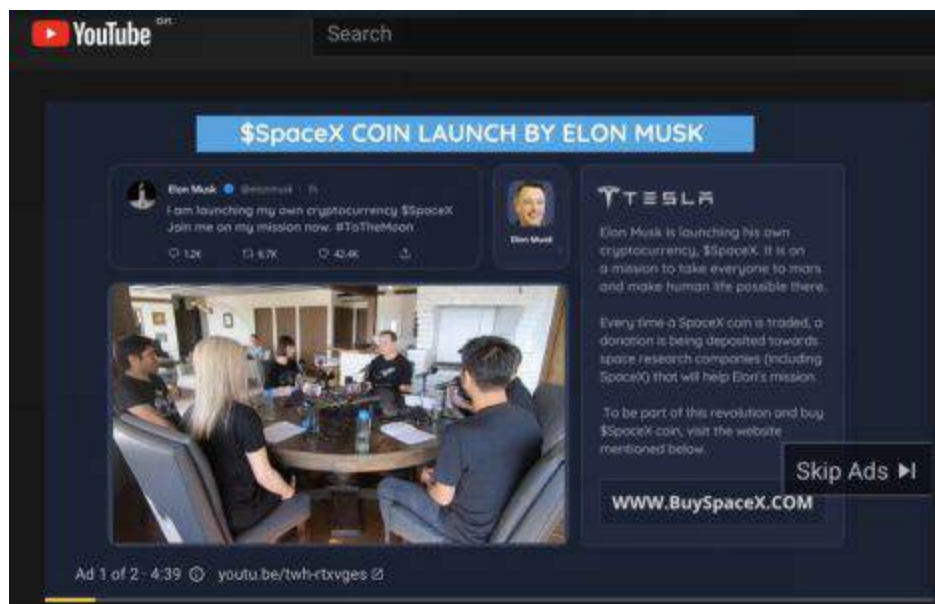 YouTube
Search
$SpaceX COIN LAUNCH BY ELON MUSK
Elon Musk @elonmusk · 1h
I am launching my own cryptocurrency $SpaceX
Join me on my mission now. #ToTheMoon
1.2K 6.7K 42.4K
Elon Musk
TESLA
Elon Musk is launching his own
cryptocurrency, $SpaceX. It is on
a mission to take everyone to mars
and make human life possible there.
Every time a SpaceX coin is traded, a
donation is being deposited towards
space research companies (including
SpaceX) that will help Elon's mission.
To be part of this revolution and buy
$SpaceX coin, visit the website
mentioned below.
Skip Ads
WWW.BuySpaceX.COM
Ad 1 of 2 · 4:39 youtu.be/twh-rtxvges